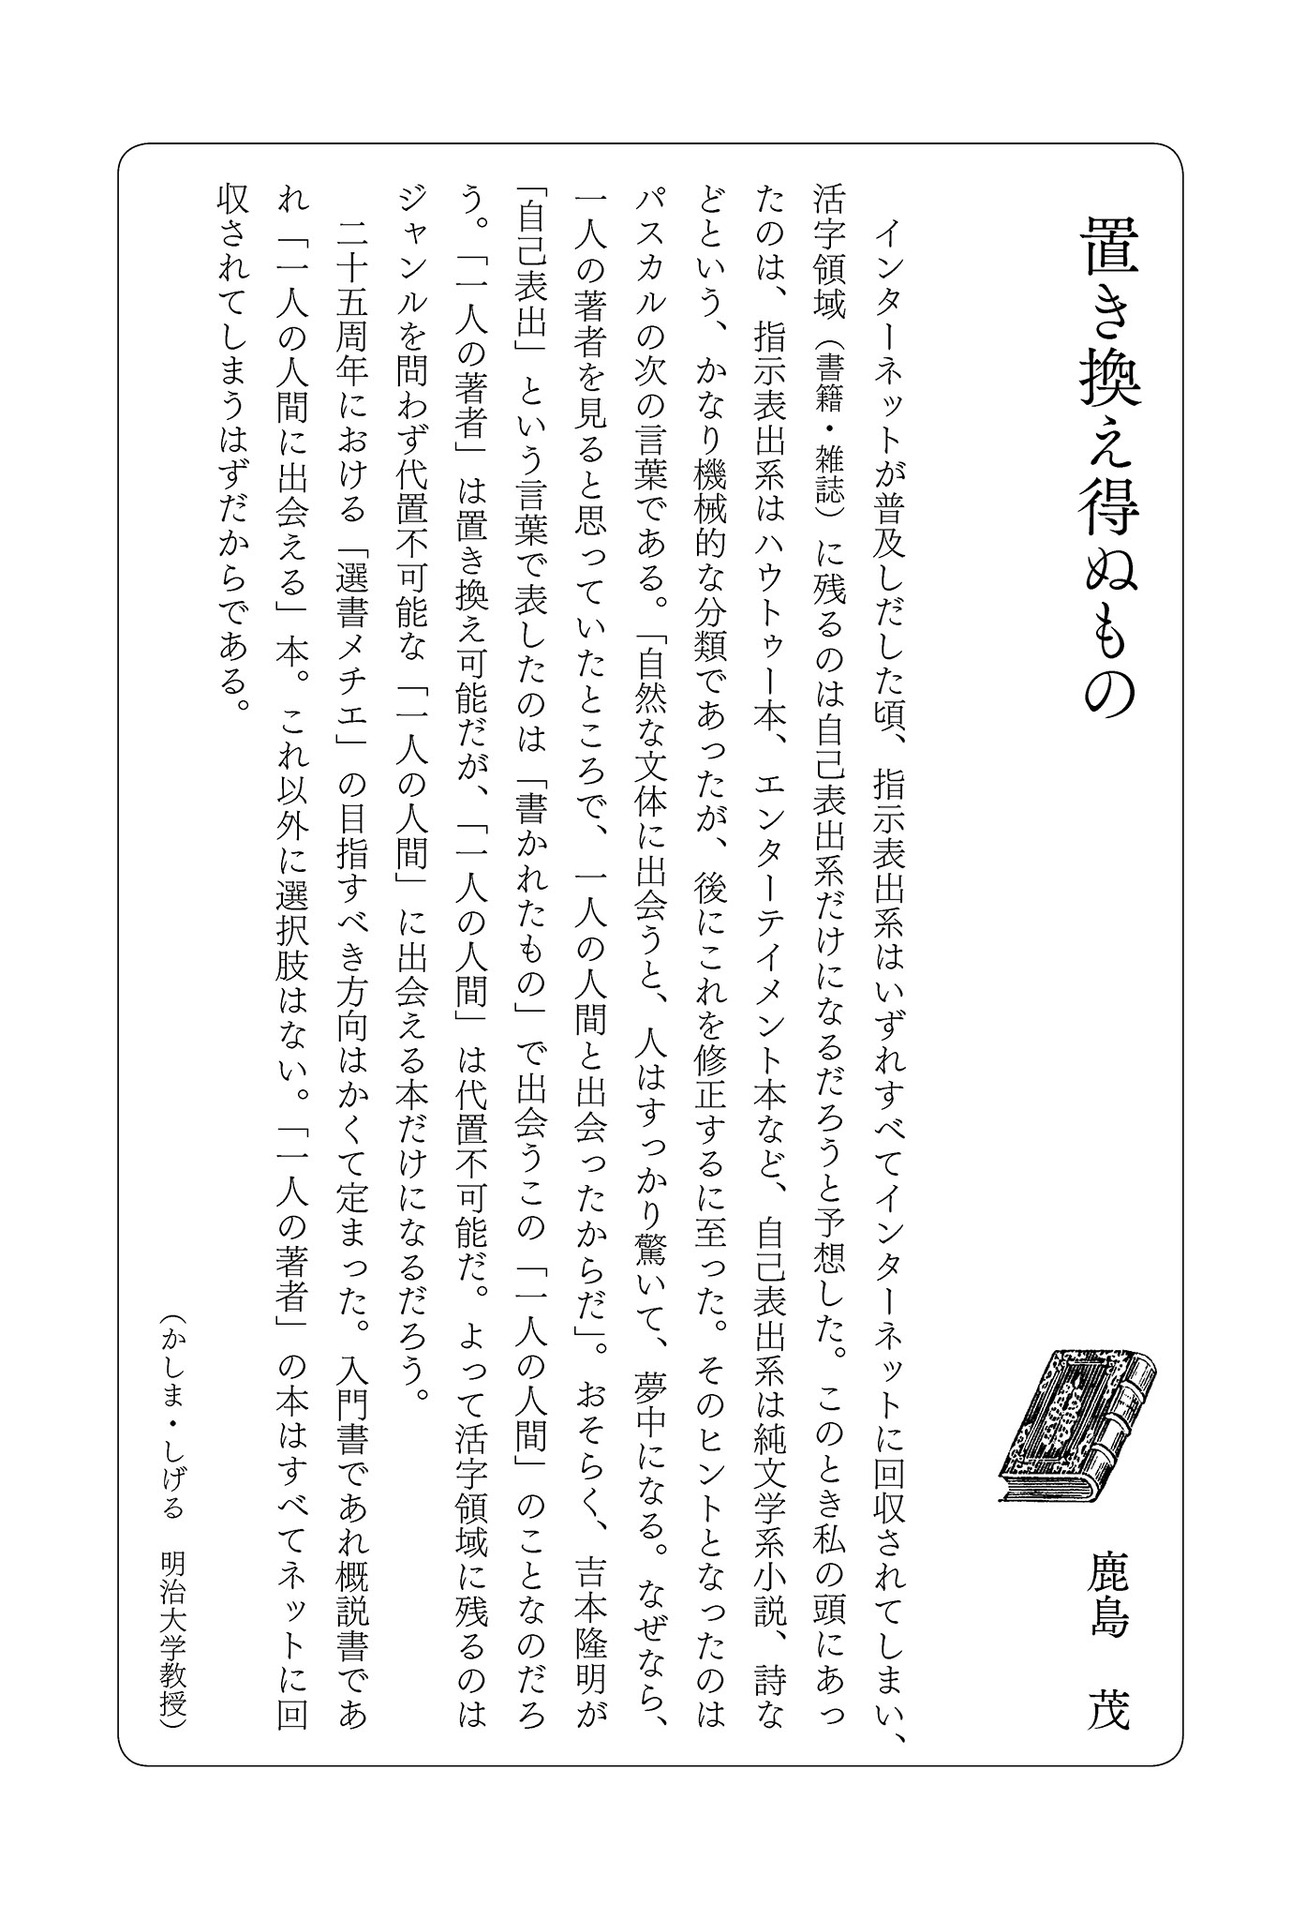 置き換え得ぬもの
鹿島　茂
　インターネットが普及しだした頃、指示表出系はいずれすべてインターネットに回収されてしまい、
活字領域（書籍・雑誌）に残るのは自己表出系だけになるだろうと予想した。このとき私の頭にあっ
たのは、指示表出系はハウトゥー本、エンターテイメント本など、自己表出系は純文学系小説、詩な
どという、かなり機械的な分類であったが、後にこれを修正するに至った。そのヒントとなったのは
パスカルの次の言葉である。「自然な文体に出会うと、人はすっかり驚いて、夢中になる。なぜなら、
一人の著者を見ると思っていたところで、一人の人間と出会ったからだ」。おそらく、吉本隆明が
「自己表出」という言葉で表したのは「書かれたもの」で出会うこの「一人の人間」のことなのだろ
う。「一人の著者」は置き換え可能だが、「一人の人間」は代置不可能だ。よって活字領域に残るのは
ジャンルを問わず代置不可能な「一人の人間」に出会える本だけになるだろう。
　二十五周年における「選書メチエ」の目指すべき方向はかくて定まった。入門書であれ概説書であ
れ「一人の人間に出会える」本。これ以外に選択肢はない。「一人の著者」の本はすべてネットに回
収されてしまうはずだからである。
（かしま・しげる　明治大学教授）